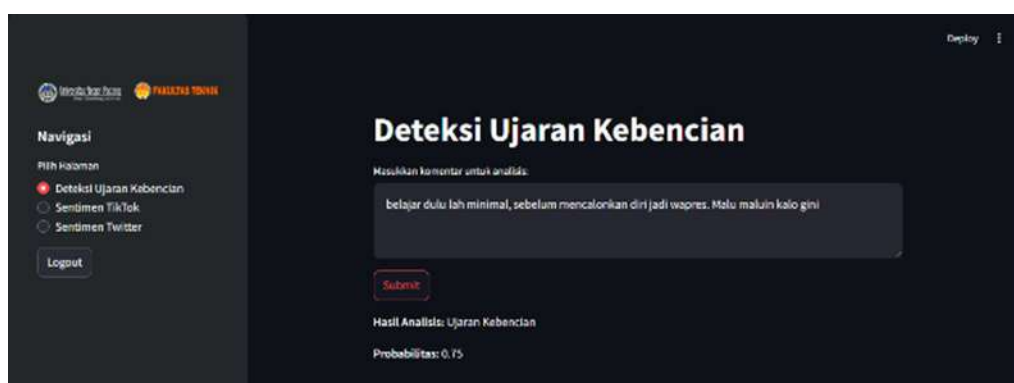 Deploy
FAKULTAS TEKNIK
Navigasi
Pilih Halaman
Deteksi Ujaran Kebencian
Sentimen TikTok
Sentimen Twitter
Logout
Deteksi Ujaran Kebencian
Masukkan komentar untuk analisis:
belajar dulu lah minimal, sebelum mencalonkan diri jadi wapres. Malu maluin kalo gini
Submit
Hasil Analisis: Ujaran Kebencian
Probabilitas: 0.75